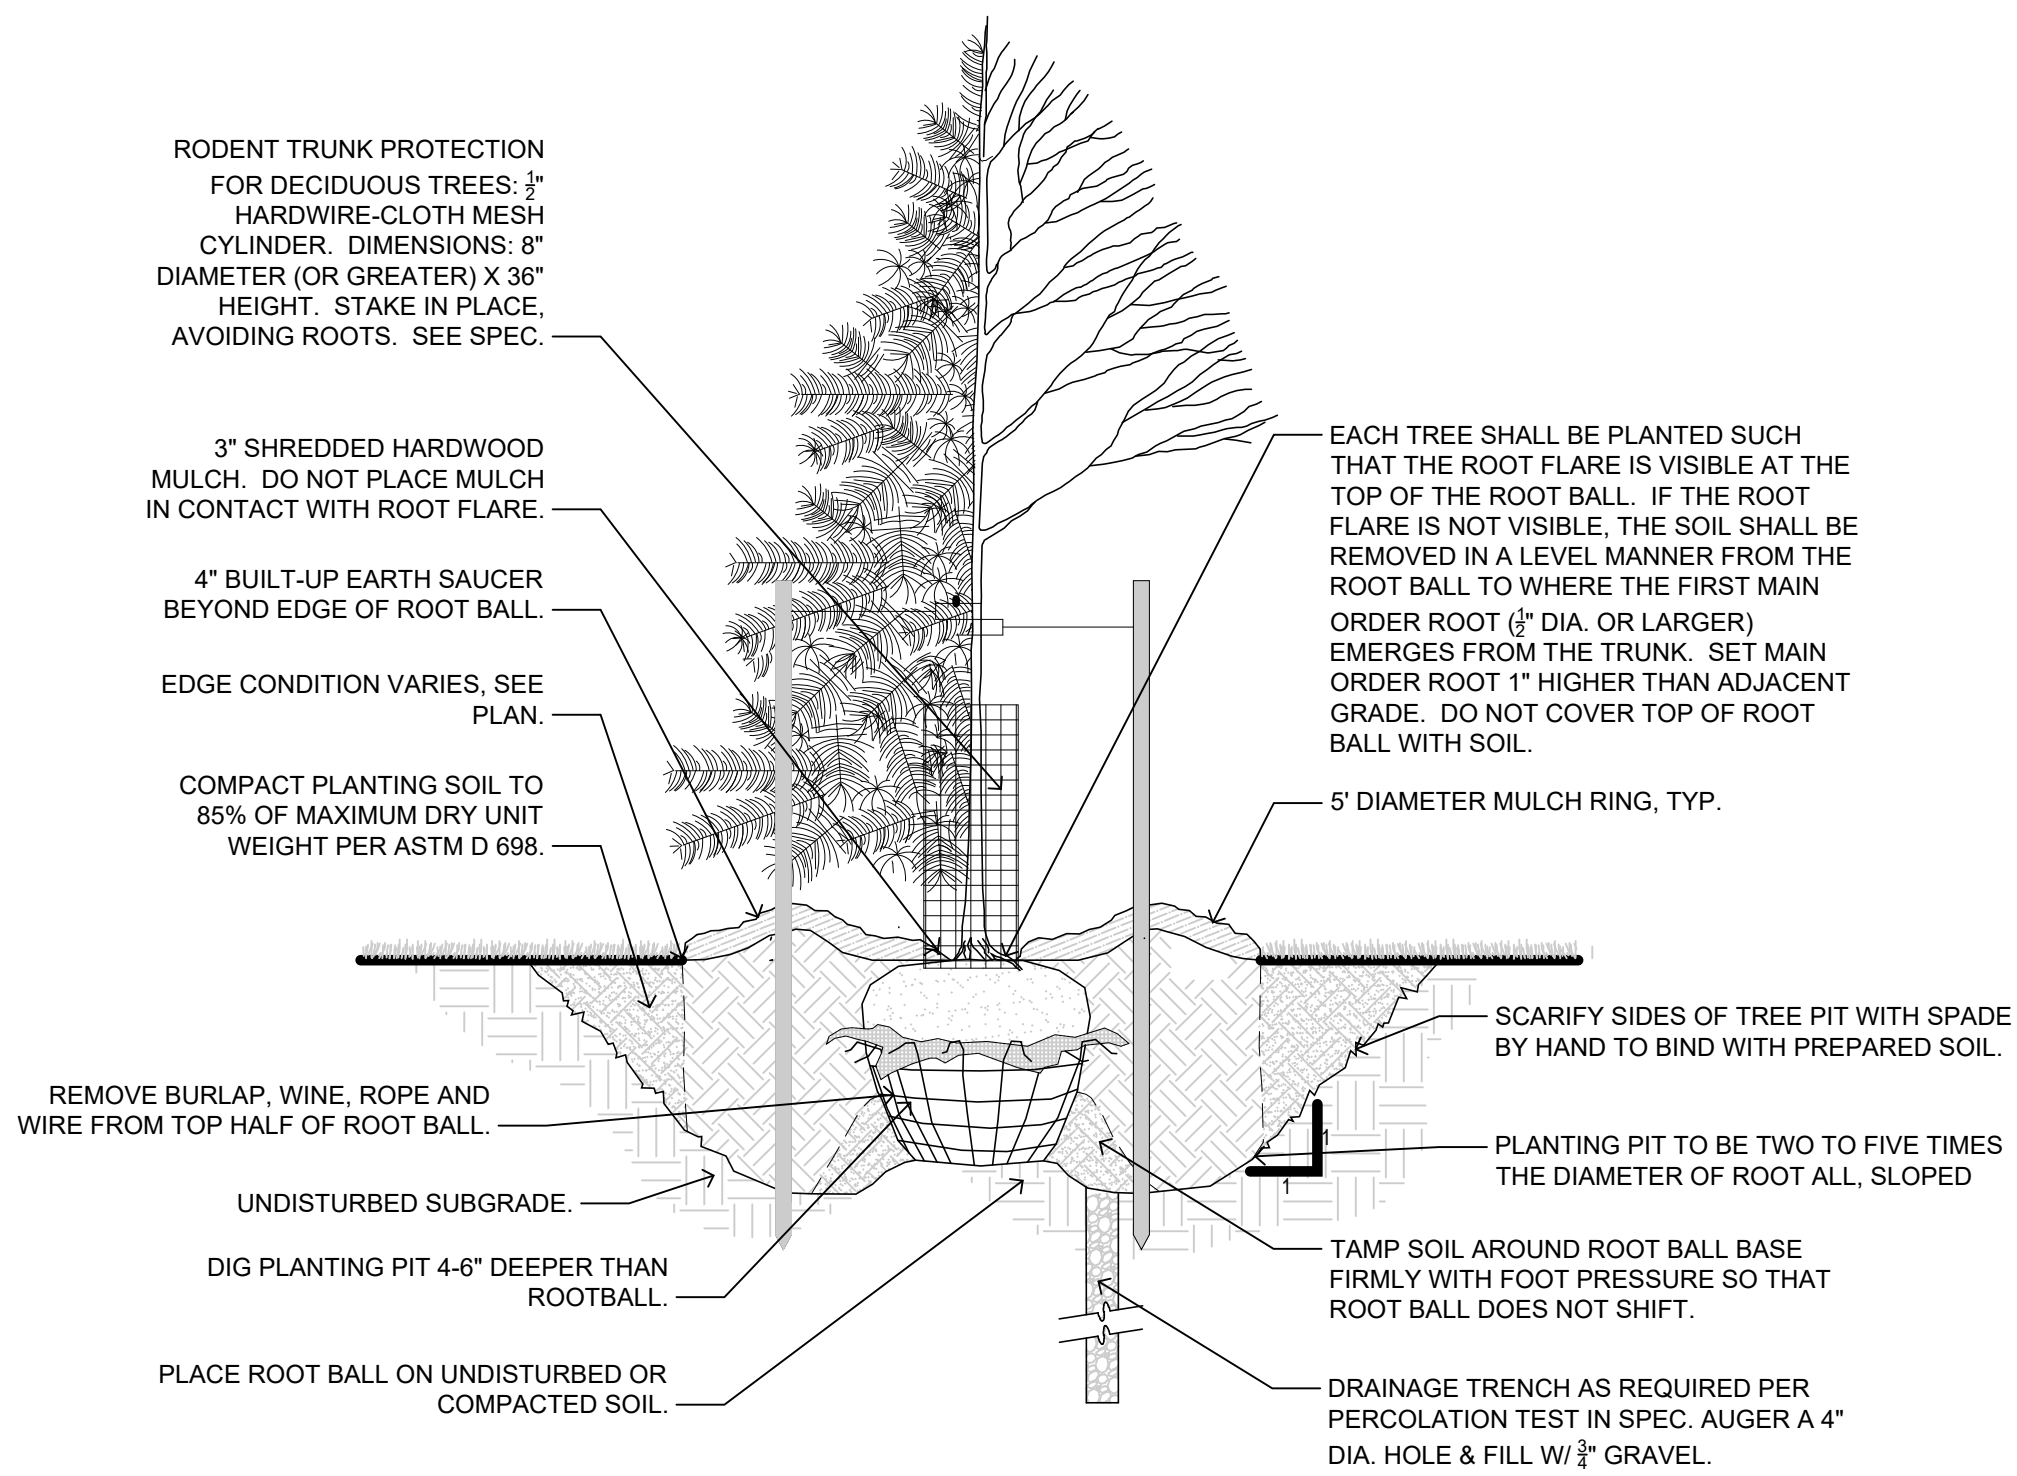 RODENT TRUNK PROTECTION
FOR DECIDUOUS TREES: 1/2"
HARDWIRE-CLOTH MESH
CYLINDER.  DIMENSIONS: 8"
DIAMETER (OR GREATER) X 36"
HEIGHT.  STAKE IN PLACE,
AVOIDING ROOTS.  SEE SPEC.
3" SHREDDED HARDWOOD
MULCH.  DO NOT PLACE MULCH
IN CONTACT WITH ROOT FLARE.
4" BUILT-UP EARTH SAUCER
BEYOND EDGE OF ROOT BALL.
EDGE CONDITION VARIES, SEE
PLAN.
COMPACT PLANTING SOIL TO
85% OF MAXIMUM DRY UNIT
WEIGHT PER ASTM D 698.
REMOVE BURLAP, WINE, ROPE AND
WIRE FROM TOP HALF OF ROOT BALL.
UNDISTURBED SUBGRADE.
DIG PLANTING PIT 4-6" DEEPER THAN
ROOTBALL.
PLACE ROOT BALL ON UNDISTURBED OR
COMPACTED SOIL.
EACH TREE SHALL BE PLANTED SUCH
THAT THE ROOT FLARE IS VISIBLE AT THE
TOP OF THE ROOT BALL.  IF THE ROOT
FLARE IS NOT VISIBLE, THE SOIL SHALL BE
REMOVED IN A LEVEL MANNER FROM THE
ROOT BALL TO WHERE THE FIRST MAIN
ORDER ROOT (1/2" DIA. OR LARGER)
EMERGES FROM THE TRUNK.  SET MAIN
ORDER ROOT 1" HIGHER THAN ADJACENT
GRADE.  DO NOT COVER TOP OF ROOT
BALL WITH SOIL.
5' DIAMETER MULCH RING, TYP.
SCARIFY SIDES OF TREE PIT WITH SPADE
BY HAND TO BIND WITH PREPARED SOIL.
1
1
PLANTING PIT TO BE TWO TO FIVE TIMES
THE DIAMETER OF ROOT ALL, SLOPED
TAMP SOIL AROUND ROOT BALL BASE
FIRMLY WITH FOOT PRESSURE SO THAT
ROOT BALL DOES NOT SHIFT.
DRAINAGE TRENCH AS REQUIRED PER
PERCOLATION TEST IN SPEC. AUGER A 4"
DIA. HOLE & FILL W/ 3/4" GRAVEL.